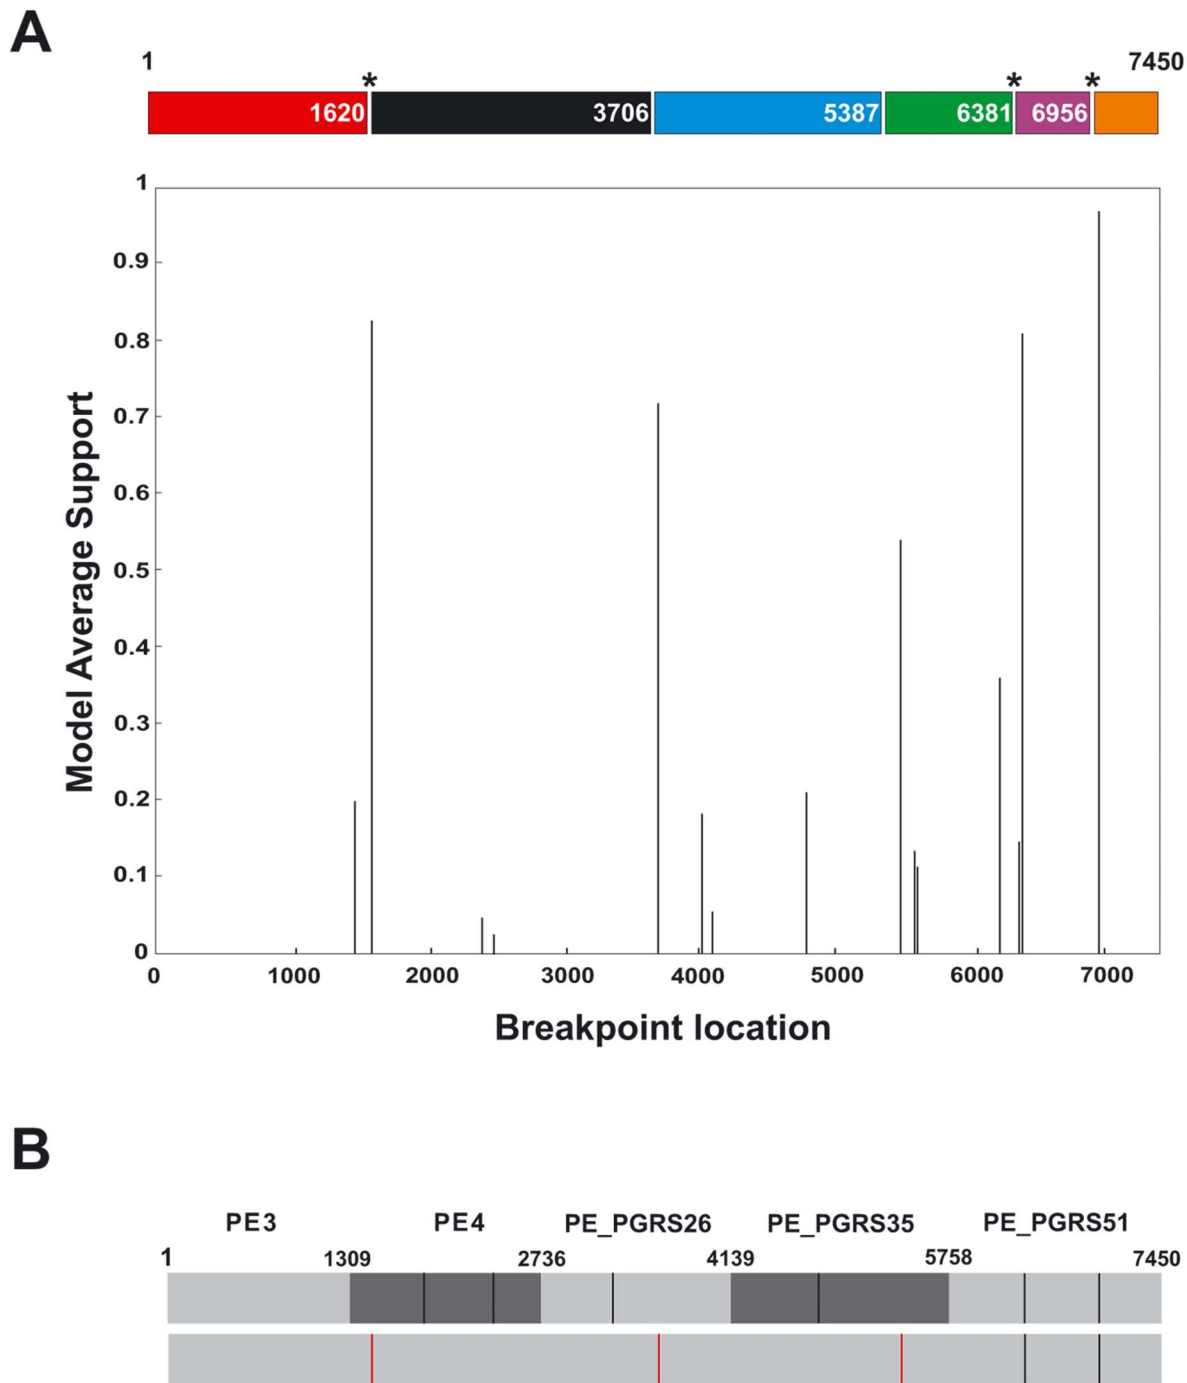 A
1 7450
* * *
1620 3706 5387 6381 6956
1
0.9
0.8
0.7
0.6
0.5
0.4
0.3
0.2
0.1
0
Model Average Support
0 1000 2000 3000 4000 5000 6000 7000
Breakpoint location
B
PE3 PE4 PE_PGRS26 PE_PGRS35 PE_PGRS51
1 1309 2736 4139 5758 7450